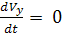 dVy/dt = 0